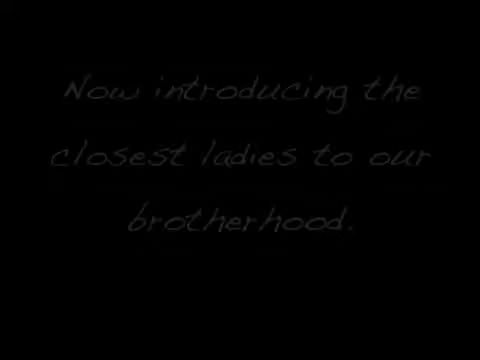 Now introducing the
closest ladies to our
brotherhood.